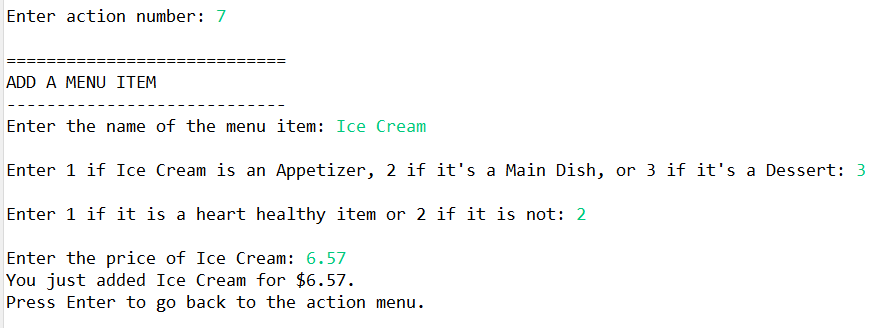 Enter action number: 7
============================
ADD A MENU ITEM
----------------------------
Enter the name of the menu item: Ice Cream
Enter 1 if Ice Cream is an Appetizer, 2 if it's a Main Dish, or 3 if it's a Dessert: 3
Enter 1 if it is a heart healthy item or 2 if it is not: 2
Enter the price of Ice Cream: 6.57
You just added Ice Cream for $6.57.
Press Enter to go back to the action menu.